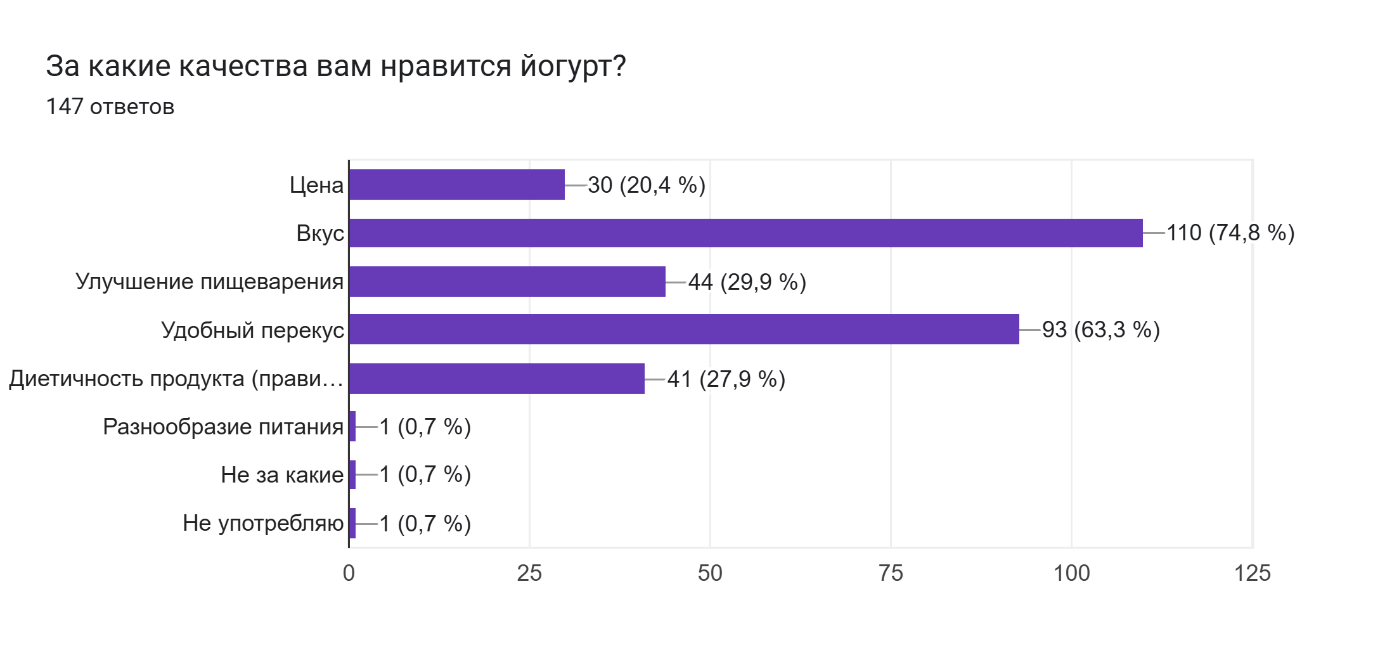 За какие качества вам нравится йогурт?
147 ответов
Цена 30 (20,4 %)
Вкус 110 (74,8 %)
Улучшение пищеварения 44 (29,9 %)
Удобный перекус 93 (63,3 %)
Диетичность продукта (прави… 41 (27,9 %)
Разнообразие питания 1 (0,7 %)
Не за какие 1 (0,7 %)
Не употребляю 1 (0,7 %)
0 25 50 75 100 125